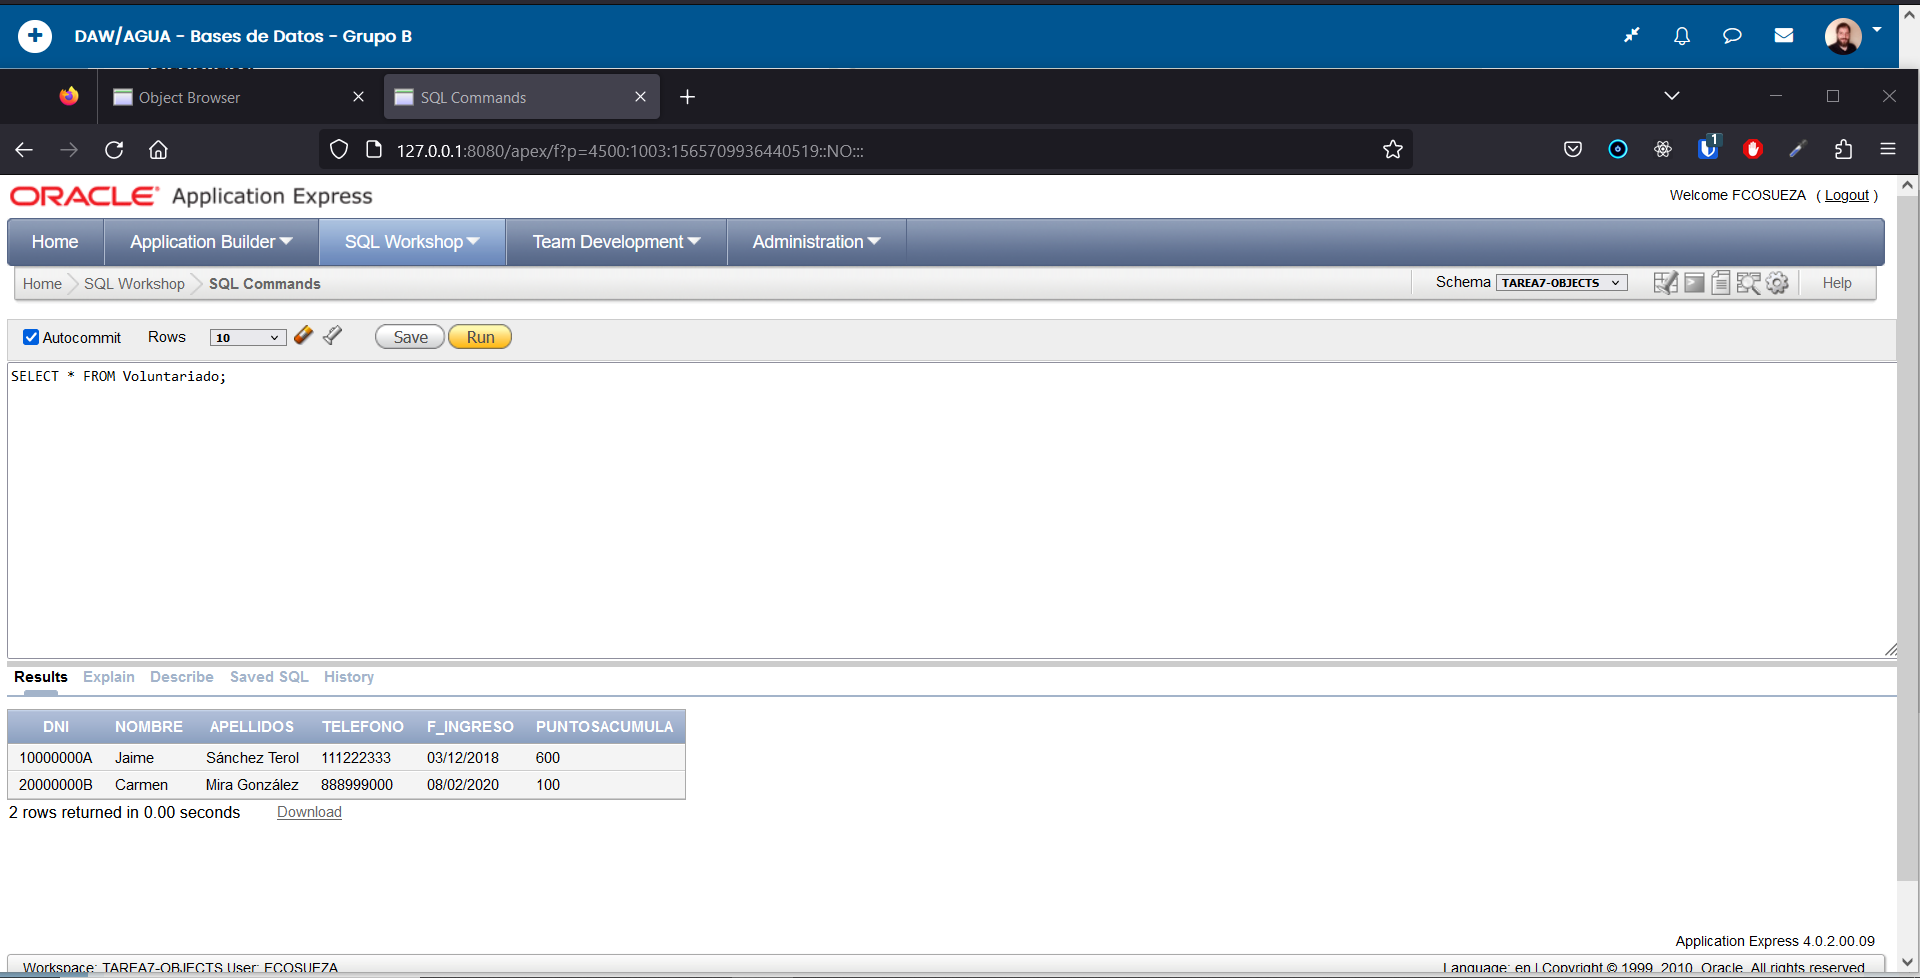 DAW/AGUA - Bases de Datos - Grupo B
Object Browser
SQL Commands
127.0.0.1:8080/apex/f?p=4500:1003:1565709936440519::NO:::
1
ORACLE Application Express
Welcome FCOSUEZA ( Logout )
Home
Application Builder
SQL Workshop
Team Development
Administration
Home
SQL Workshop
SQL Commands
Schema TAREA7-OBJECTS
Help
Autocommit Rows 10 Save Run
SELECT * FROM Voluntariado;
Results Explain Describe Saved SQL History
DNI NOMBRE APELLIDOS TELEFONO F_INGRESO PUNTOSACUMULA
10000000A Jaime Sánchez Terol 111222333 03/12/2018 600
20000000B Carmen Mira González 888999000 08/02/2020 100
2 rows returned in 0.00 seconds Download
Application Express 4.0.2.00.09
Workspace: TAREA7-OBJECTS User: FCOSUEZA
Language: en | Copyright © 1999, 2010, Oracle. All rights reserved.